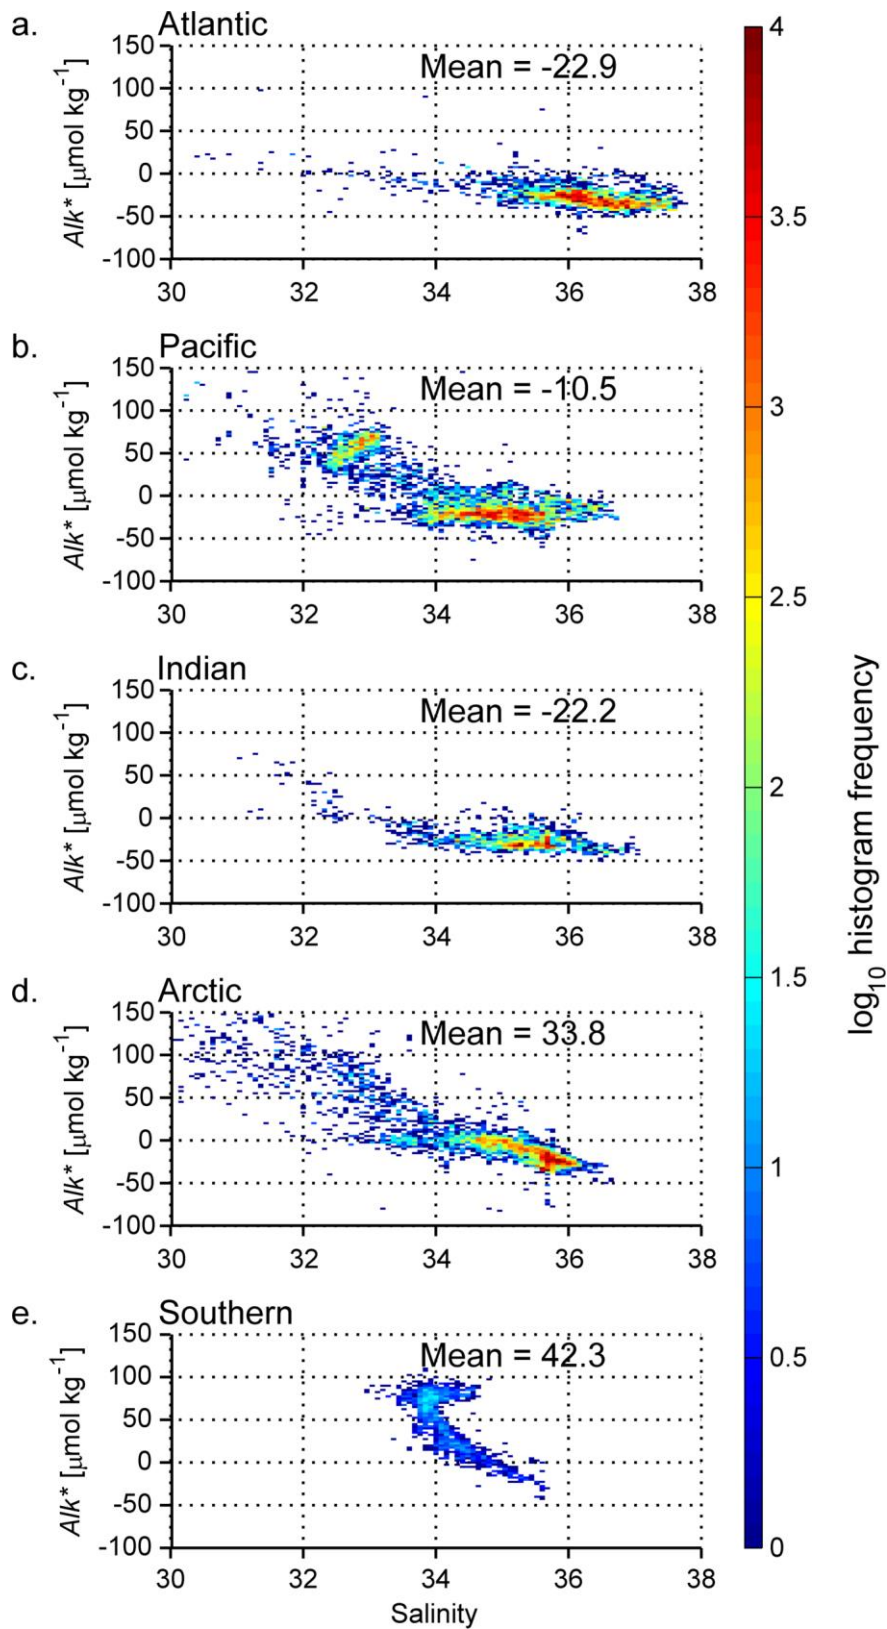 a. Atlantic
Mean = -22.9
Alk* [μmol kg-1]
150
100
50
0
-50
-100
30 32 34 36 38
b. Pacific
Mean = -10.5
Alk* [μmol kg-1]
150
100
50
0
-50
-100
30 32 34 36 38
c. Indian
Mean = -22.2
Alk* [μmol kg-1]
150
100
50
0
-50
-100
30 32 34 36 38
d. Arctic
Mean = 33.8
Alk* [μmol kg-1]
150
100
50
0
-50
-100
30 32 34 36 38
e. Southern
Mean = 42.3
Alk* [μmol kg-1]
150
100
50
0
-50
-100
30 32 34 36 38
Salinity
4
3.5
3
2.5
2
1.5
1
0.5
0
log10 histogram frequency